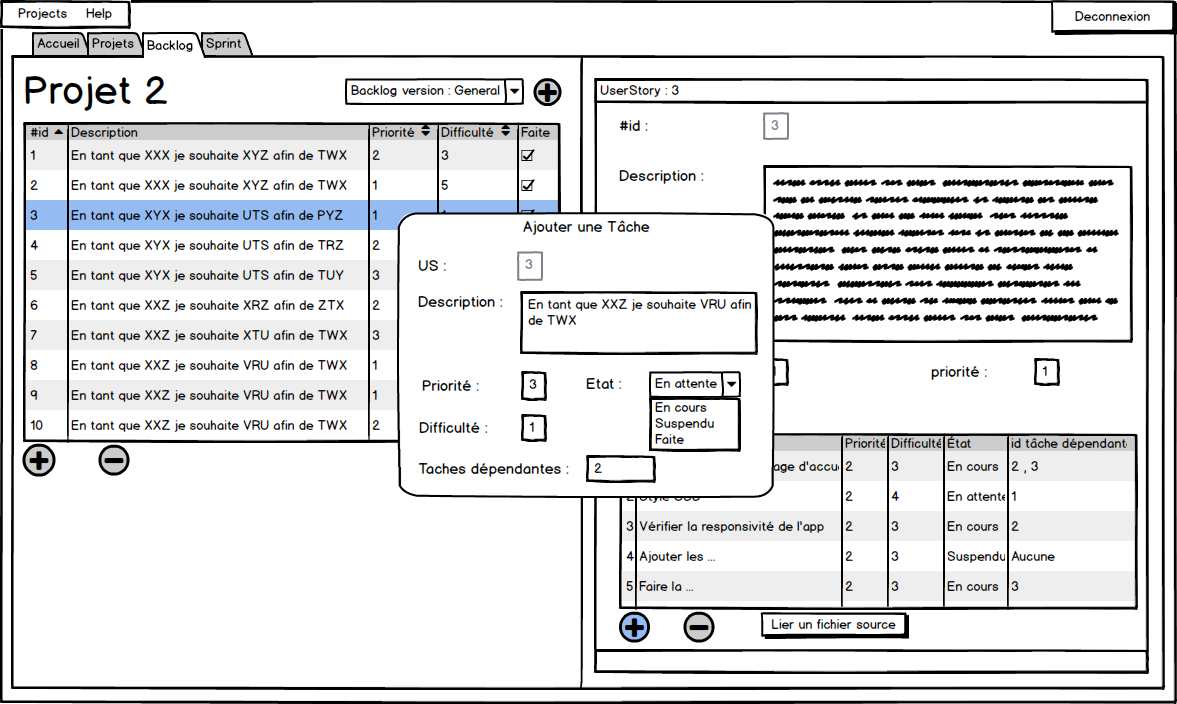 Projects Help
Deconnexion
Accueil Projets Backlog Sprint
Projet 2
Backlog version : General
#id Description Priorité Difficulté Faite
1 En tant que XXX je souhaite XYZ afin de TWX 2 3
2 En tant que XXX je souhaite XYZ afin de TWX 1 5
3 En tant que XYX je souhaite UTS afin de PYZ 1
4 En tant que XYX je souhaite UTS afin de TRZ 2
5 En tant que XYX je souhaite UTS afin de TUY 3
6 En tant que XXZ je souhaite XRZ afin de ZTX 2
7 En tant que XXZ je souhaite XTU afin de TWX 3
8 En tant que XXZ je souhaite VRU afin de TWX 1
9 En tant que XXZ je souhaite VRU afin de TWX 1
10 En tant que XXZ je souhaite VRU afin de TWX 2
Ajouter une Tâche
US : 3
Description : En tant que XXZ je souhaite VRU afin
de TWX
Priorité : 3 Etat : En attente
En cours
Suspendu
Faite
Difficulté : 1
Taches dépendantes : 2
UserStory : 3
#id : 3
Description :
priorité : 1
Priorité Difficulté État id tâche dépendant
age d'accu 2 3 En cours 2 , 3
2 4 En attente 1
3 Vérifier la responsivité de l'app 2 3 En cours 2
4 Ajouter les ... 2 3 Suspendu Aucune
5 Faire la ... 2 3 En cours 3
Lier un fichier source